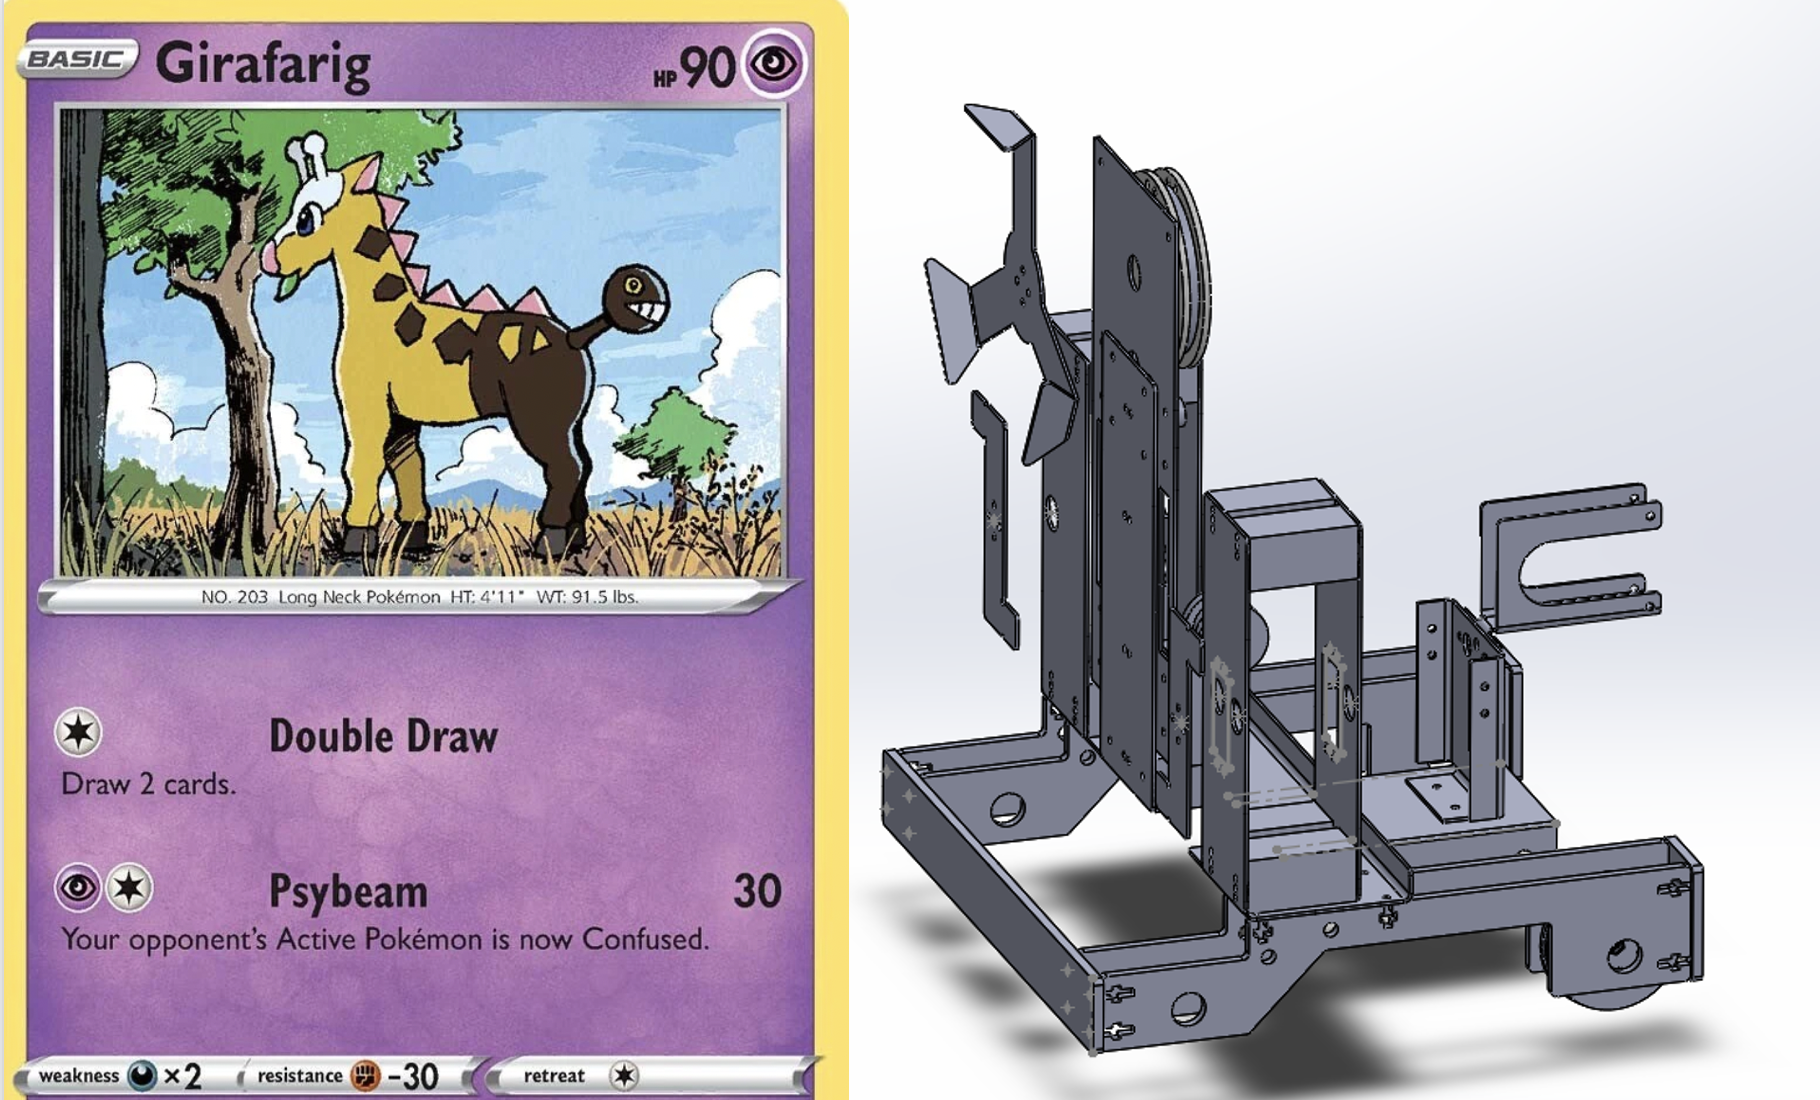 BASIC Girafarig HP 90
NO. 203 Long Neck Pokémon HT: 4'11" WT: 91.5 lbs.
Double Draw
Draw 2 cards.
Psybeam 30
Your opponent's Active Pokémon is now Confused.
weakness ×2 resistance -30 retreat